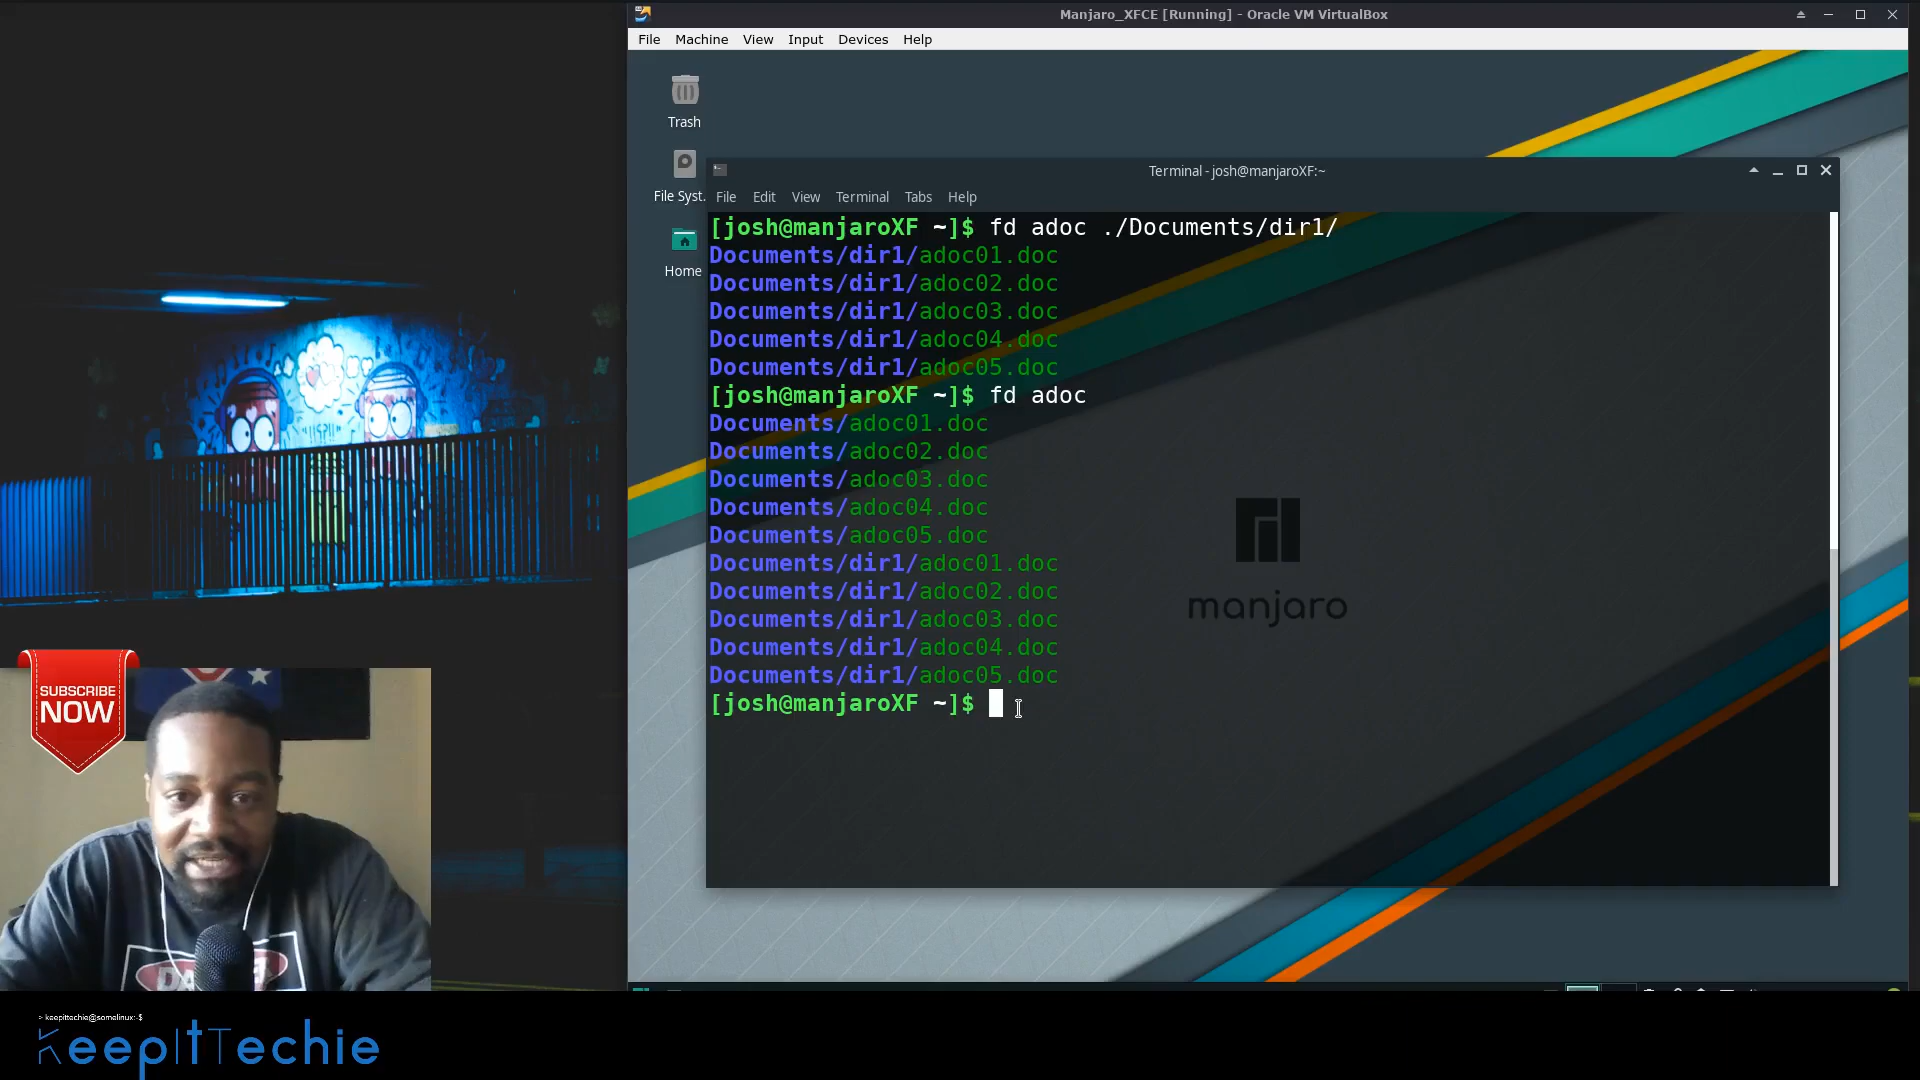 Manjaro_XFCE [Running] - Oracle VM VirtualBox
File Machine View Input Devices Help
Trash
File Syst.
Home
Terminal - josh@manjaroXF:~
File Edit View Terminal Tabs Help
[josh@manjaroXF ~]$ fd adoc ./Documents/dir1/
Documents/dir1/adoc01.doc
Documents/dir1/adoc02.doc
Documents/dir1/adoc03.doc
Documents/dir1/adoc04.doc
Documents/dir1/adoc05.doc
[josh@manjaroXF ~]$ fd adoc
Documents/adoc01.doc
Documents/adoc02.doc
Documents/adoc03.doc
Documents/adoc04.doc
Documents/adoc05.doc
Documents/dir1/adoc01.doc
Documents/dir1/adoc02.doc
Documents/dir1/adoc03.doc
Documents/dir1/adoc04.doc
Documents/dir1/adoc05.doc
[josh@manjaroXF ~]$
manjaro
SUBSCRIBE
NOW
> keepittechie@somelinux:-$
KeepItTechie